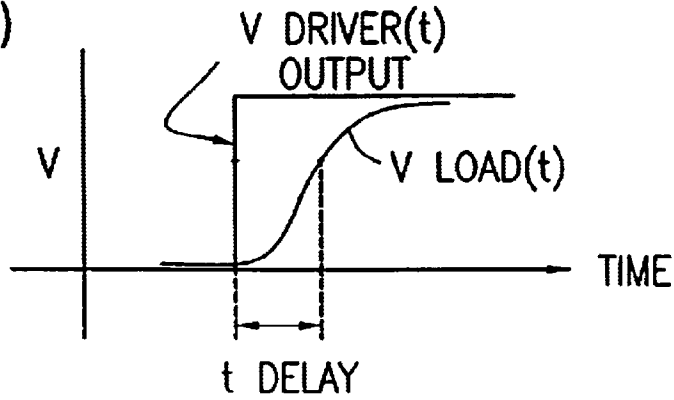 )
V DRIVER(t)
OUTPUT
V
V LOAD(t)
TIME
t DELAY